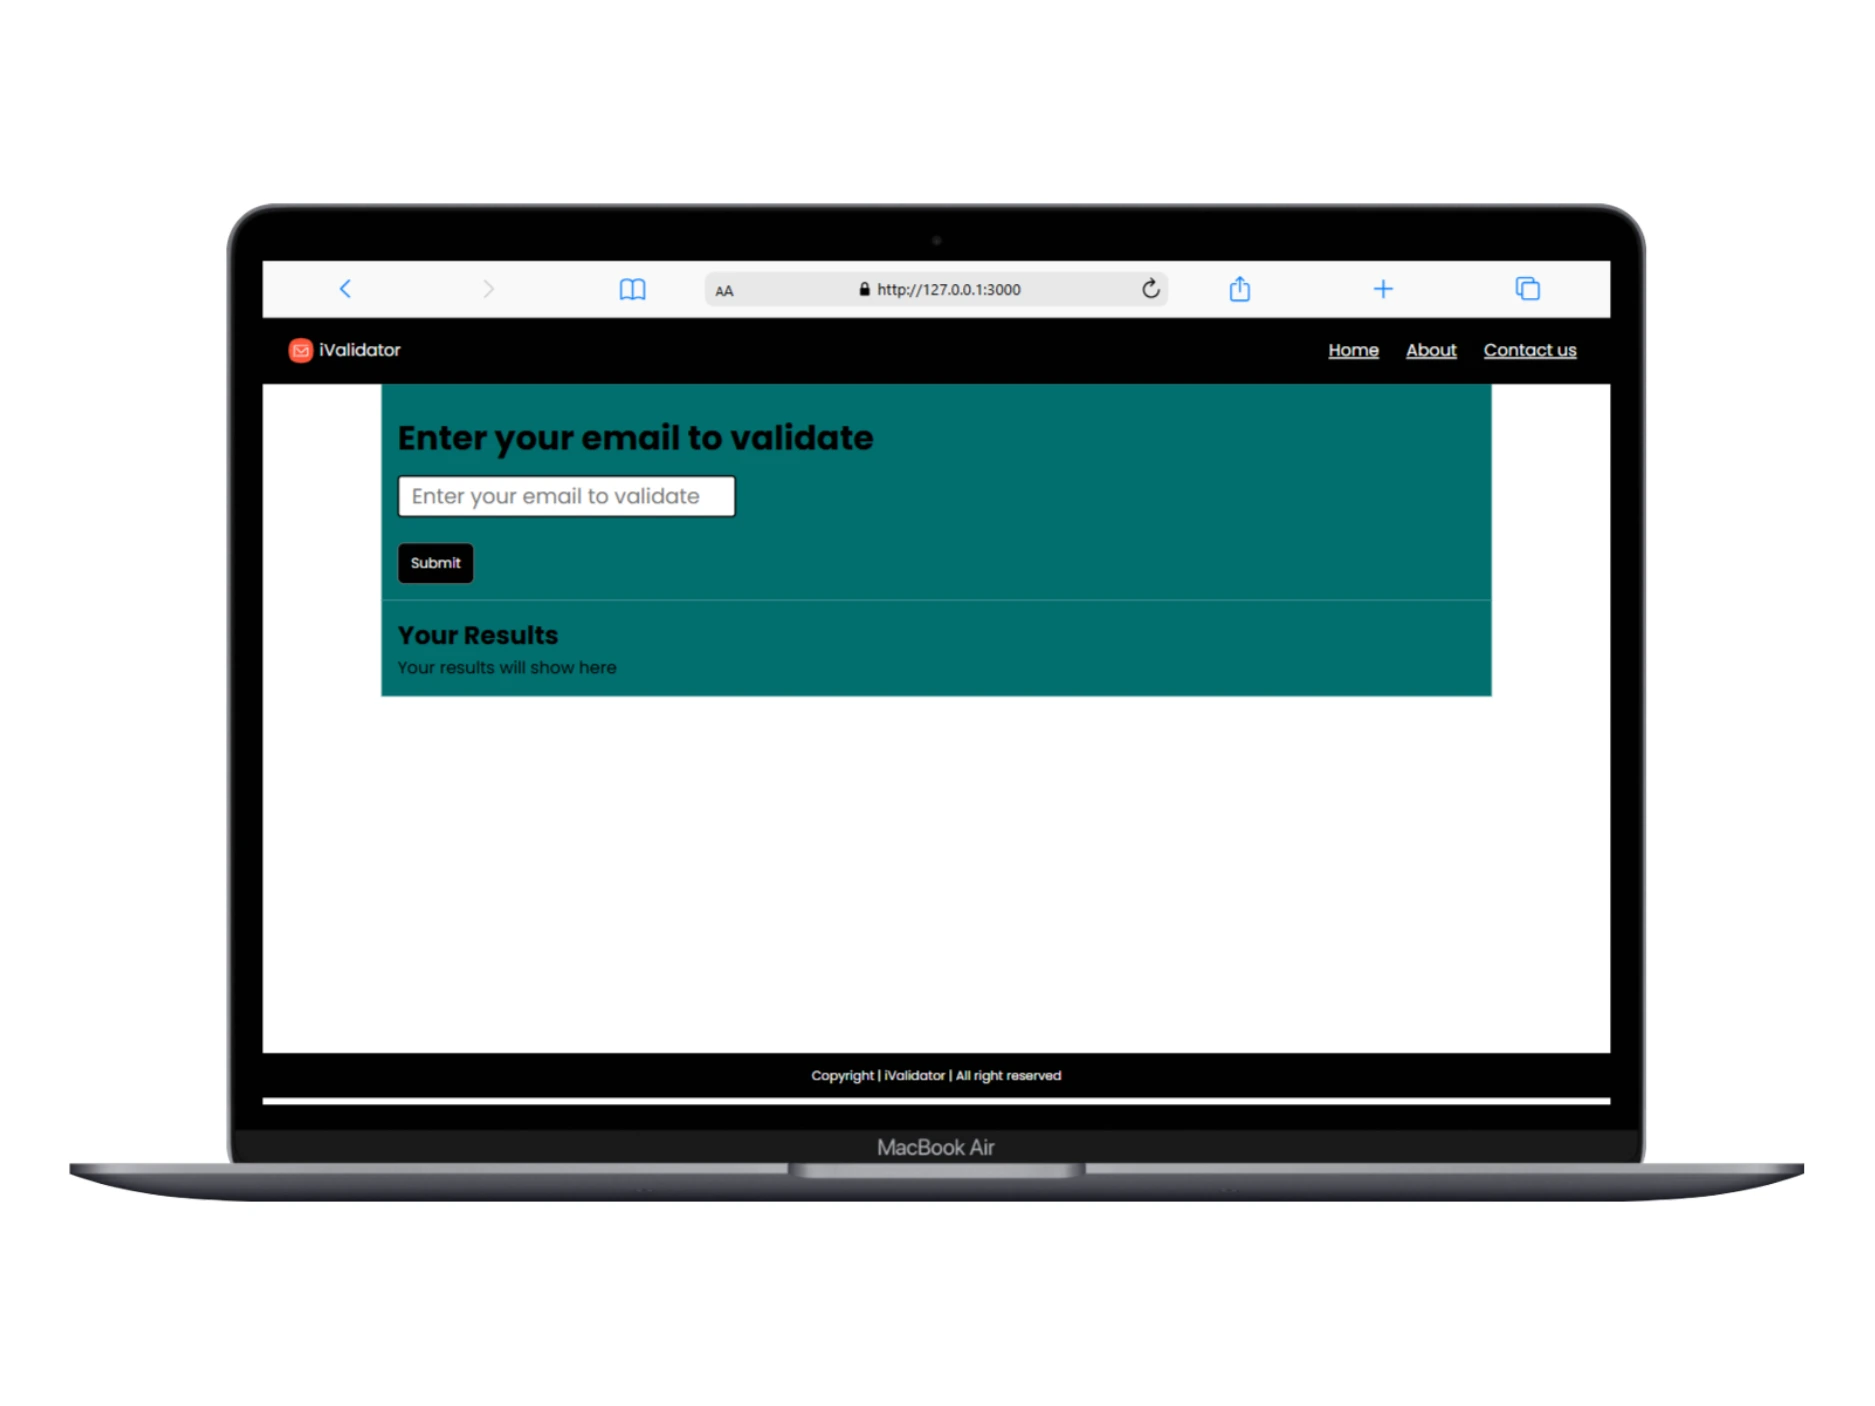 AA
http://127.0.0.1:3000
iValidator
Home About Contact us
Enter your email to validate
Enter your email to validate
Submit
Your Results
Your results will show here
Copyright | iValidator | All right reserved
MacBook Air